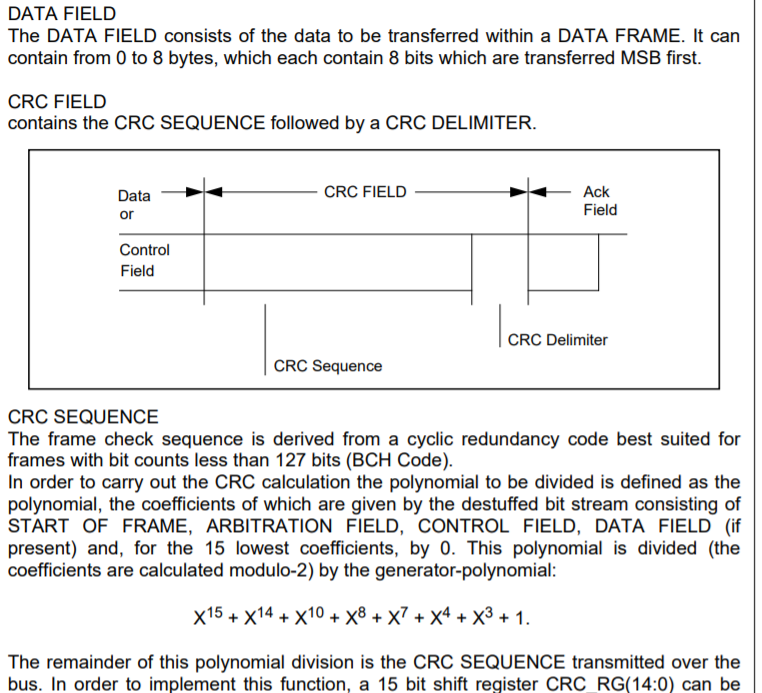 DATA FIELD
The DATA FIELD consists of the data to be transferred within a DATA FRAME. It can
contain from 0 to 8 bytes, which each contain 8 bits which are transferred MSB first.
CRC FIELD
contains the CRC SEQUENCE followed by a CRC DELIMITER.
Data
or
Control
Field
CRC FIELD
Ack
Field
CRC Delimiter
CRC Sequence
CRC SEQUENCE
The frame check sequence is derived from a cyclic redundancy code best suited for
frames with bit counts less than 127 bits (BCH Code).
In order to carry out the CRC calculation the polynomial to be divided is defined as the
polynomial, the coefficients of which are given by the destuffed bit stream consisting of
START OF FRAME, ARBITRATION FIELD, CONTROL FIELD, DATA FIELD (if
present) and, for the 15 lowest coefficients, by 0. This polynomial is divided (the
coefficients are calculated modulo-2) by the generator-polynomial:
X¹⁵ + X¹⁴ + X¹⁰ + X⁸ + X⁷ + X⁴ + X³ + 1.
The remainder of this polynomial division is the CRC SEQUENCE transmitted over the
bus. In order to implement this function, a 15 bit shift register CRC_RG(14:0) can be